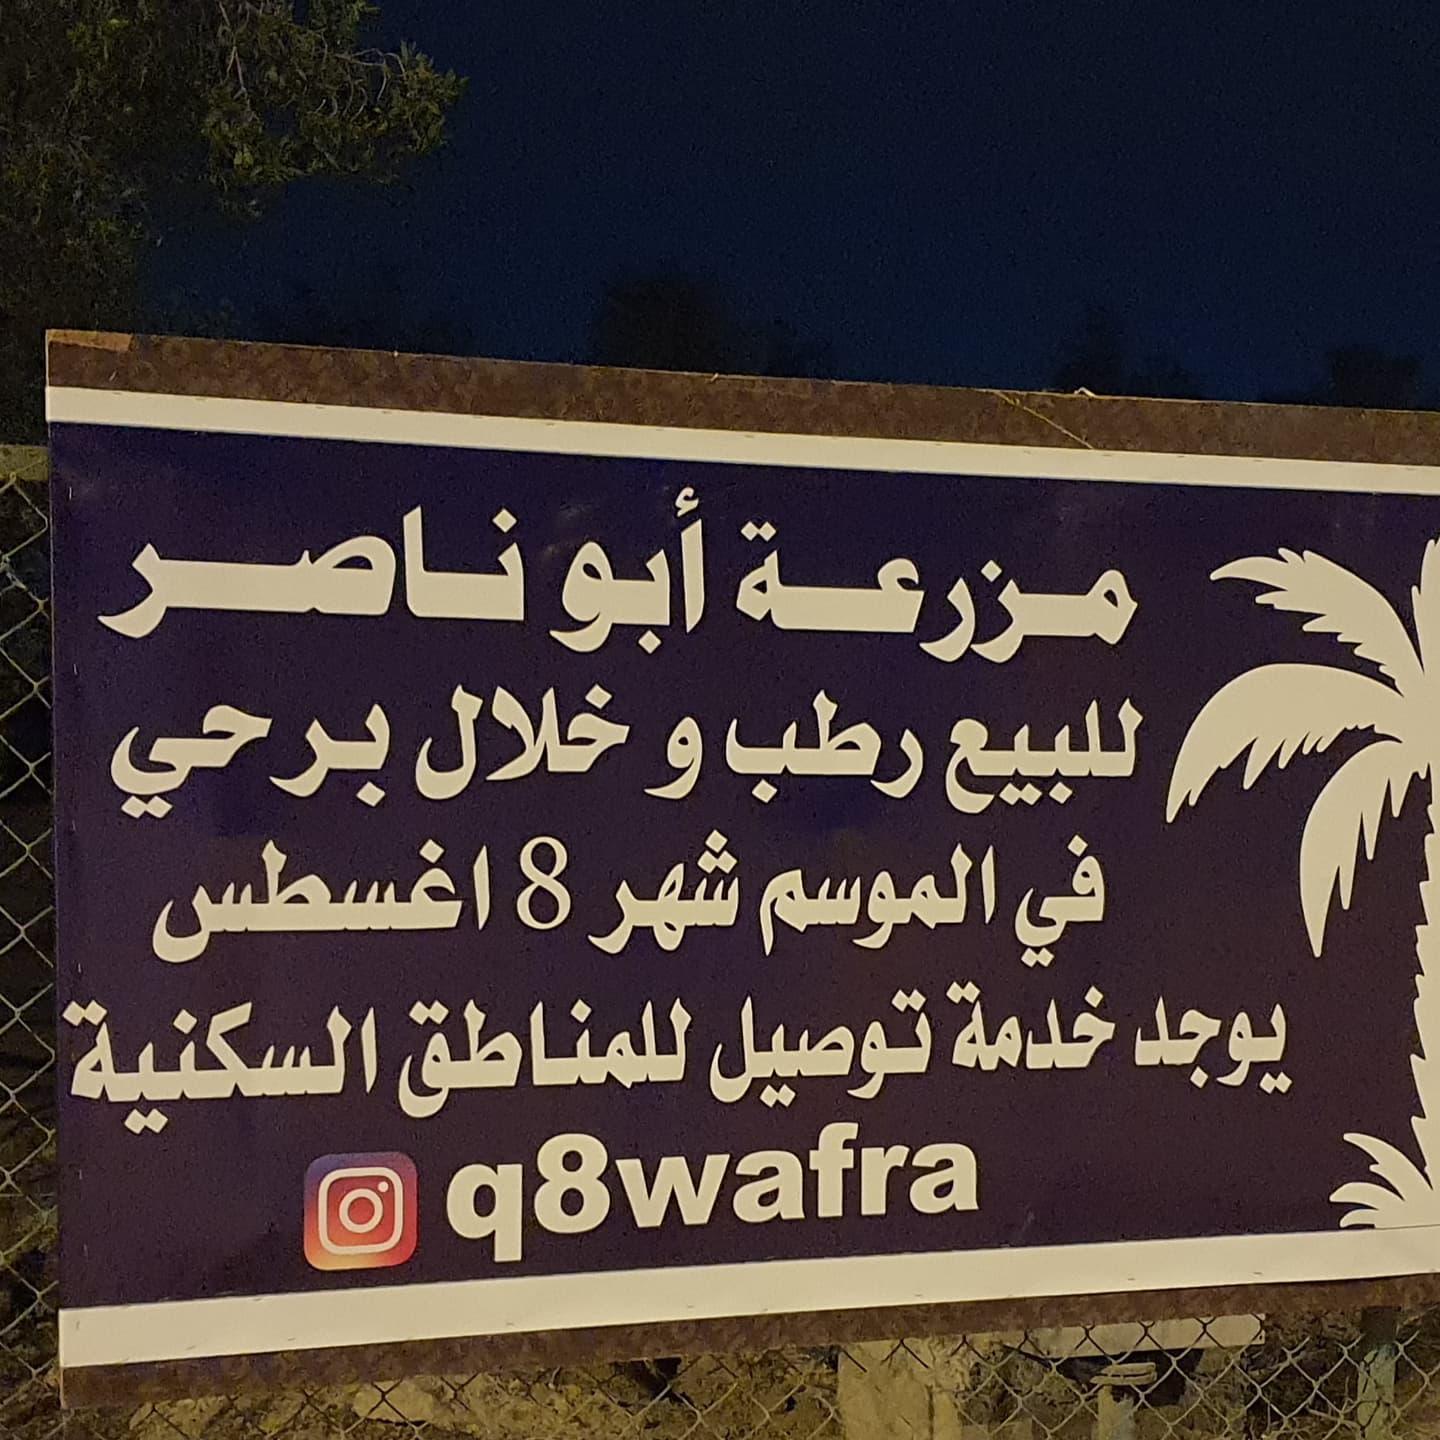 مزرعة أبو ناصر
للبيع رطب و خلال برحي
في الموسم شهر 8 اغسطس
يوجد خدمة توصيل للمناطق السكنية
q8wafra